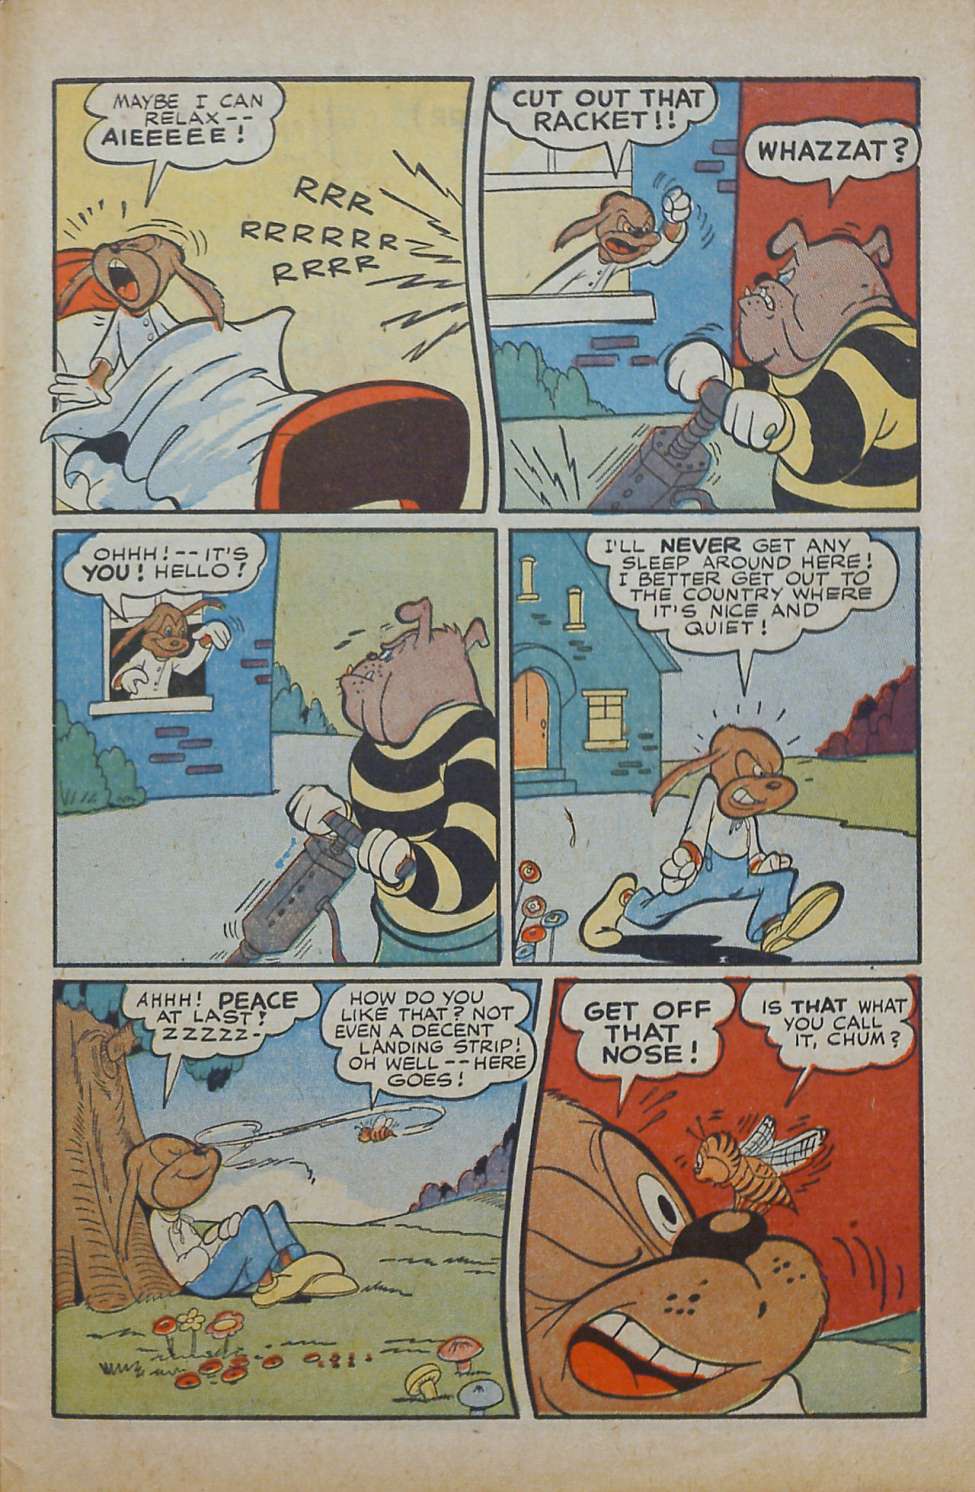 MAYBE I CAN
RELAX--
AIEEEEE!
RRR
RRRRRRR
RRRR
CUT OUT THAT
RACKET!!
WHAZZAT?
OHHH!-- IT'S
YOU! HELLO!
I'LL NEVER GET ANY
SLEEP AROUND HERE!
I BETTER GET OUT TO
THE COUNTRY WHERE
IT'S NICE AND
QUIET!
AHHH! PEACE
AT LAST!
ZZZZZ-
HOW DO YOU
LIKE THAT? NOT
EVEN A DECENT
LANDING STRIP!
OH WELL--HERE
GOES!
GET OFF
THAT
NOSE!
IS THAT WHAT
YOU CALL
IT, CHUM?